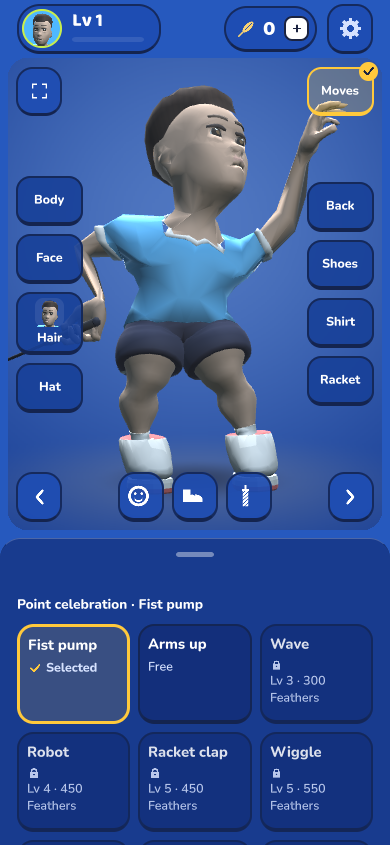 Lv 1
0
+
Moves
Body
Back
Face
Shoes
Hair
Shirt
Hat
Racket
Point celebration · Fist pump
Fist pump
Selected
Arms up
Free
Wave
Lv 3 · 300
Feathers
Robot
Lv 4 · 450
Feathers
Racket clap
Lv 5 · 450
Feathers
Wiggle
Lv 5 · 550
Feathers